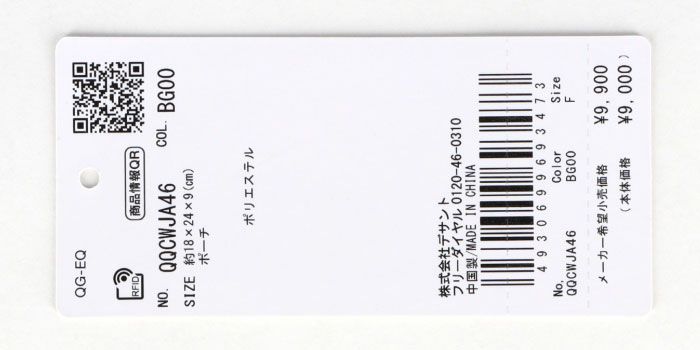 QG-EQ
RFID
商品情報QR
NO. QQCWJA46 COL. BG00
SIZE 約18×24×9(cm)
ポーチ
ポリエステル
株式会社デサント
フリーダイヤル 0120-46-0310
中国製/MADE IN CHINA
4930699693473
No. Color Size
QQCWJA46 BG00 F
メーカー希望小売価格 ¥9,900
(本体価格 ¥9,000)